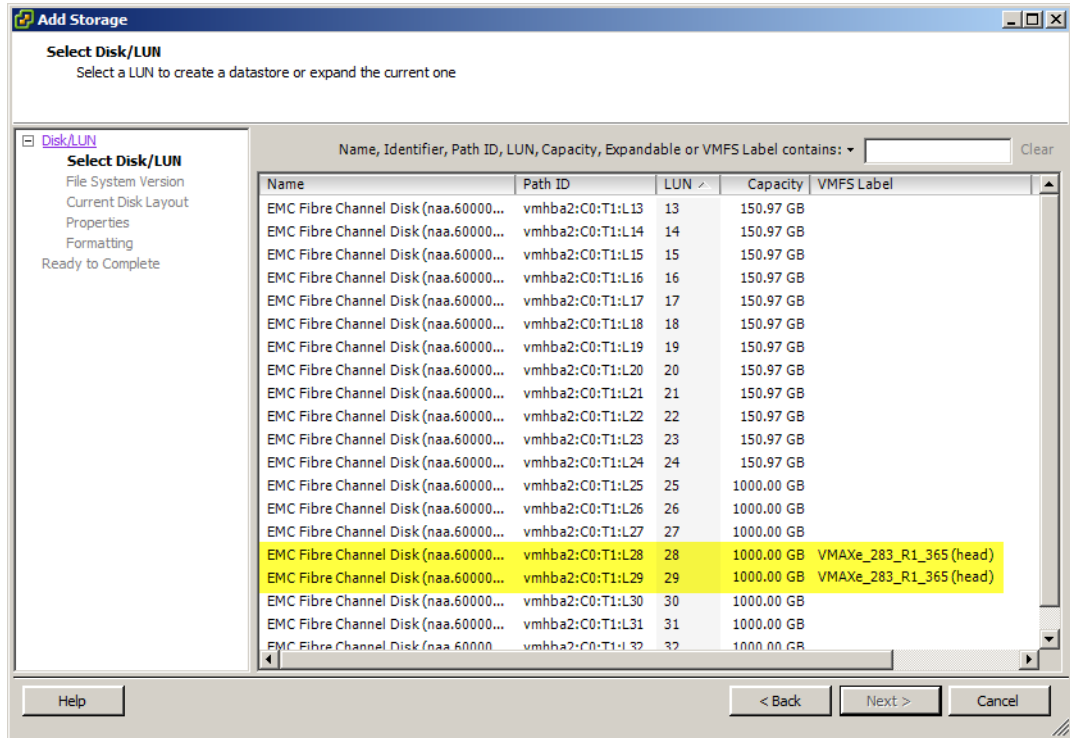 Add Storage
Select Disk/LUN
Select a LUN to create a datastore or expand the current one
Disk/LUN
Select Disk/LUN
File System Version
Current Disk Layout
Properties
Formatting
Ready to Complete
Name, Identifier, Path ID, LUN, Capacity, Expandable or VMFS Label contains: Clear
Name Path ID LUN Capacity VMFS Label
EMC Fibre Channel Disk (naa.60000... vmhba2:C0:T1:L13 13 150.97 GB
EMC Fibre Channel Disk (naa.60000... vmhba2:C0:T1:L14 14 150.97 GB
EMC Fibre Channel Disk (naa.60000... vmhba2:C0:T1:L15 15 150.97 GB
EMC Fibre Channel Disk (naa.60000... vmhba2:C0:T1:L16 16 150.97 GB
EMC Fibre Channel Disk (naa.60000... vmhba2:C0:T1:L17 17 150.97 GB
EMC Fibre Channel Disk (naa.60000... vmhba2:C0:T1:L18 18 150.97 GB
EMC Fibre Channel Disk (naa.60000... vmhba2:C0:T1:L19 19 150.97 GB
EMC Fibre Channel Disk (naa.60000... vmhba2:C0:T1:L20 20 150.97 GB
EMC Fibre Channel Disk (naa.60000... vmhba2:C0:T1:L21 21 150.97 GB
EMC Fibre Channel Disk (naa.60000... vmhba2:C0:T1:L22 22 150.97 GB
EMC Fibre Channel Disk (naa.60000... vmhba2:C0:T1:L23 23 150.97 GB
EMC Fibre Channel Disk (naa.60000... vmhba2:C0:T1:L24 24 150.97 GB
EMC Fibre Channel Disk (naa.60000... vmhba2:C0:T1:L25 25 1000.00 GB
EMC Fibre Channel Disk (naa.60000... vmhba2:C0:T1:L26 26 1000.00 GB
EMC Fibre Channel Disk (naa.60000... vmhba2:C0:T1:L27 27 1000.00 GB
EMC Fibre Channel Disk (naa.60000... vmhba2:C0:T1:L28 28 1000.00 GB VMAXe_283_R1_365 (head)
EMC Fibre Channel Disk (naa.60000... vmhba2:C0:T1:L29 29 1000.00 GB VMAXe_283_R1_365 (head)
EMC Fibre Channel Disk (naa.60000... vmhba2:C0:T1:L30 30 1000.00 GB
EMC Fibre Channel Disk (naa.60000... vmhba2:C0:T1:L31 31 1000.00 GB
EMC Fibre Channel Disk (naa.60000... vmhba2:C0:T1:L32 32 1000.00 GB
Help < Back Next > Cancel